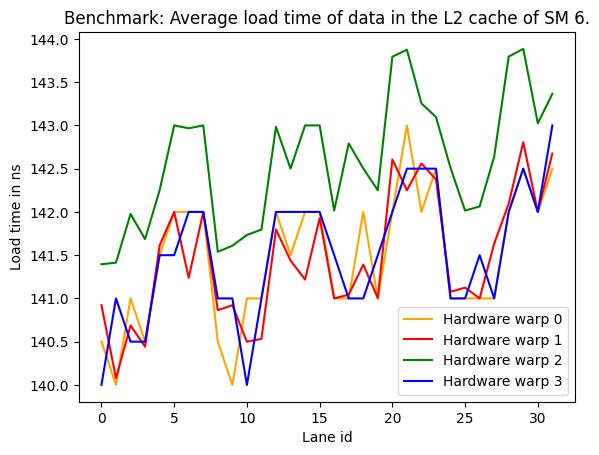 Benchmark: Average load time of data in the L2 cache of SM 6.
Load time in ns
144.0
143.5
143.0
142.5
142.0
141.5
141.0
140.5
140.0
Hardware warp 0
Hardware warp 1
Hardware warp 2
Hardware warp 3
0 5 10 15 20 25 30
Lane id